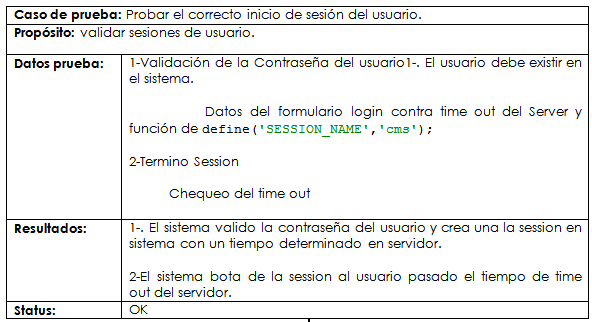 Caso de prueba: Probar el correcto inicio de sesión del usuario.
Propósito: validar sesiones de usuario.
Datos prueba: 1-Validación de la Contraseña del usuario1-. El usuario debe existir en
el sistema.
Datos del formulario login contra time out del Server y
función de define('SESSION_NAME','cms');
2-Termino Session
Chequeo del time out
Resultados: 1-. El sistema valido la contraseña del usuario y crea una la session en
sistema con un tiempo determinado en servidor.
2-El sistema bota de la session al usuario pasado el tiempo de time
out del servidor.
Status: OK